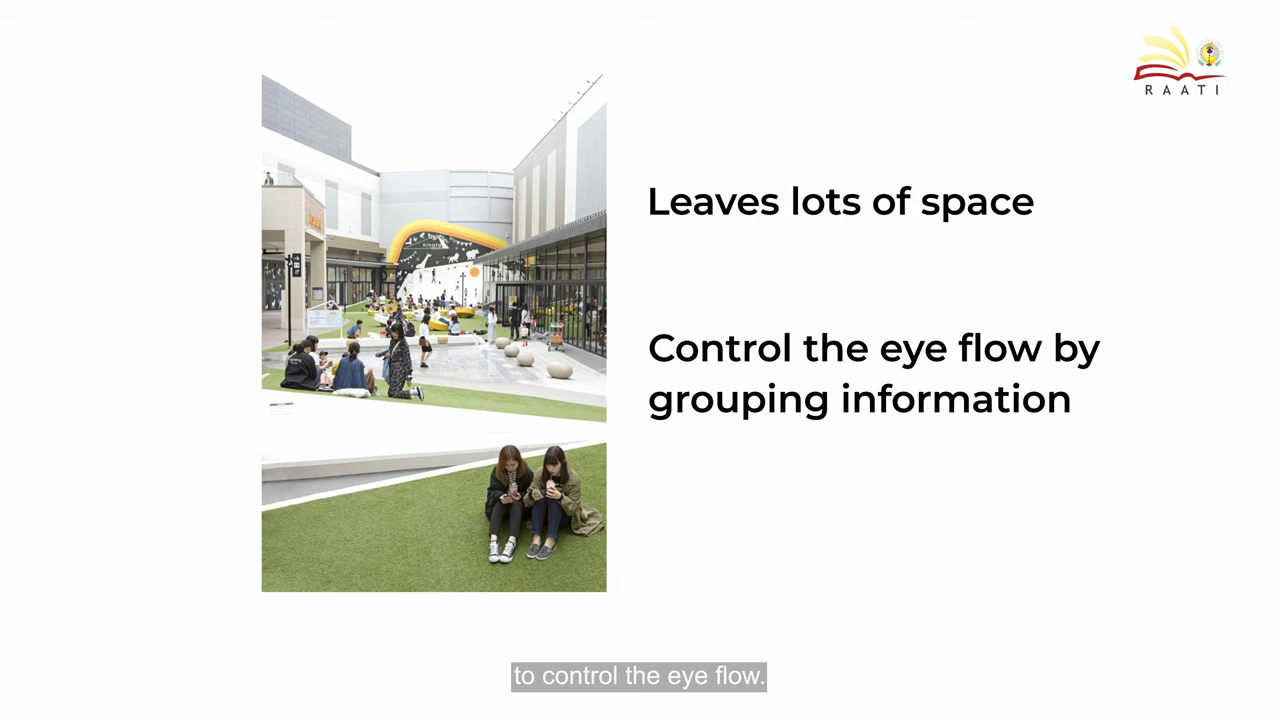 RAATI
Leaves lots of space
Control the eye flow by
grouping information
to control the eye flow.